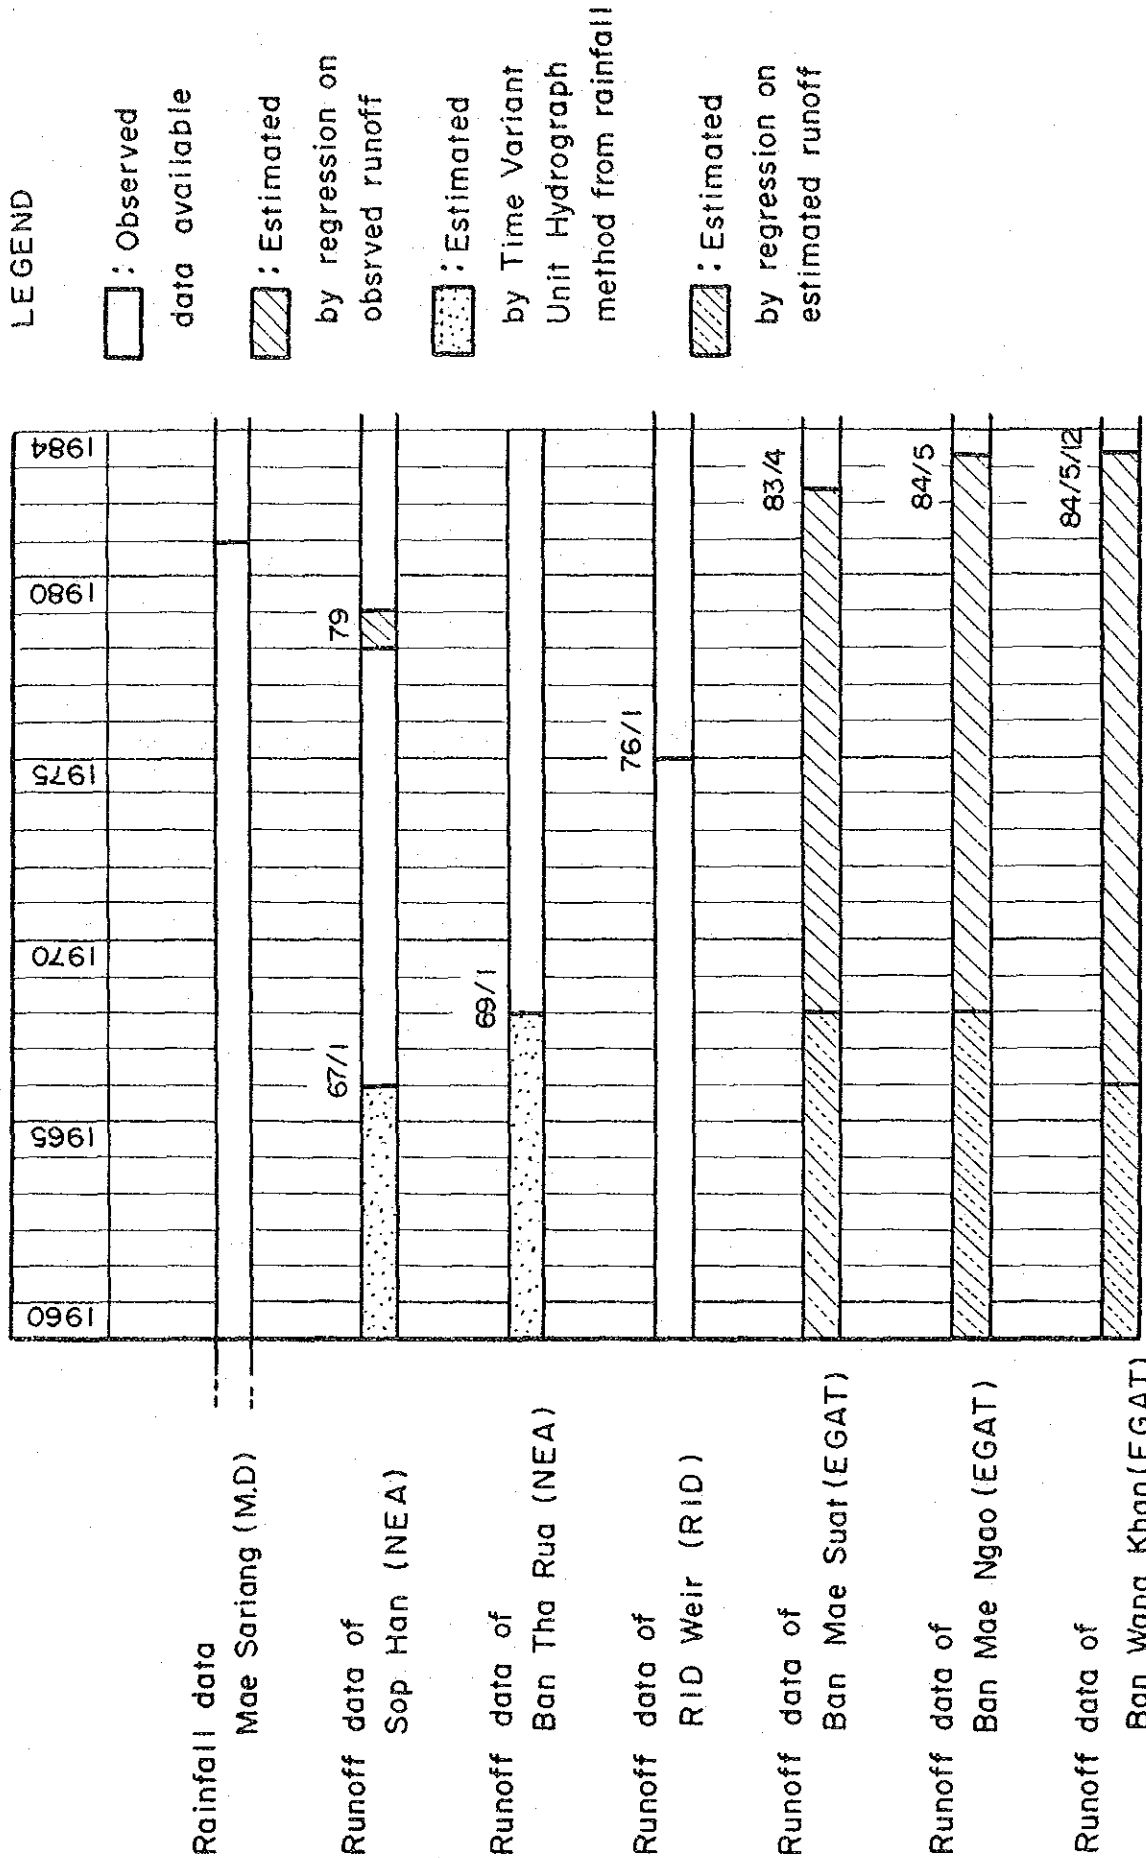 1960
1965
1970
1975
1980
1984
Rainfall data
Mae Sariang (M.D)
Runoff data of
Sop Han (NEA)
67/1
79
Runoff data of
Ban Tha Rua (NEA)
69/1
Runoff data of
RID Weir (RID)
76/1
Runoff data of
Ban Mae Suat (EGAT)
83/4
Runoff data of
Ban Mae Ngao (EGAT)
84/5
Runoff data of
Ban Wang Khan (EGAT)
84/5/12
LEGEND
: Observed
data available
: Estimated
by regression on
obsrved runoff
: Estimated
by Time Variant
Unit Hydrograph
method from rainfall
: Estimated
by regression on
estimated runoff